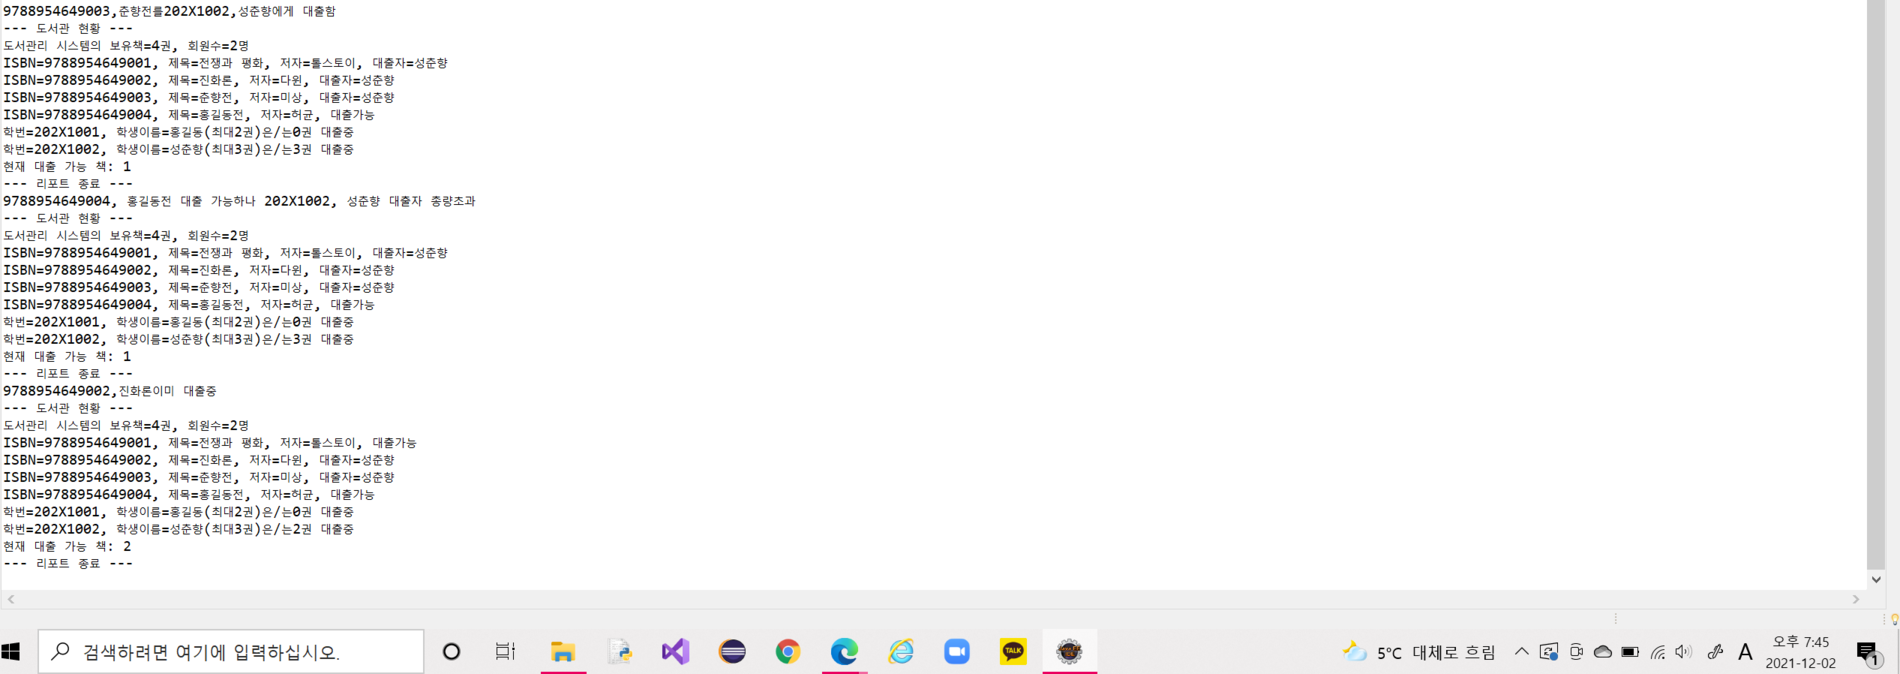 9788954649003,준향전를202X1002,성춘향에게 대출함
--- 도서관 현황 ---
도서관리 시스템의 보유책=4권, 회원수=2명
ISBN=9788954649001, 제목=전쟁과 평화, 저자=톨스토이, 대출자=성준향
ISBN=9788954649002, 제목=진화론, 저자=다윈, 대출자=성준향
ISBN=9788954649003, 제목=준향전, 저자=미상, 대출자=성준향
ISBN=9788954649004, 제목=홍길동전, 저자=허균, 대출가능
학번=202X1001, 학생이름=홍길동(최대2권)은/는0권 대출중
학번=202X1002, 학생이름=성준향(최대3권)은/는3권 대출중
현재 대출 가능 책: 1
--- 리포트 종료 ---
9788954649004, 홍길동전 대출 가능하나 202X1002, 성준향 대출자 총량초과
--- 도서관 현황 ---
도서관리 시스템의 보유책=4권, 회원수=2명
ISBN=9788954649001, 제목=전쟁과 평화, 저자=톨스토이, 대출자=성준향
ISBN=9788954649002, 제목=진화론, 저자=다윈, 대출자=성준향
ISBN=9788954649003, 제목=준향전, 저자=미상, 대출자=성준향
ISBN=9788954649004, 제목=홍길동전, 저자=허균, 대출가능
학번=202X1001, 학생이름=홍길동(최대2권)은/는0권 대출중
학번=202X1002, 학생이름=성준향(최대3권)은/는3권 대출중
현재 대출 가능 책: 1
--- 리포트 종료 ---
9788954649002,진화론이미 대출중
--- 도서관 현황 ---
도서관리 시스템의 보유책=4권, 회원수=2명
ISBN=9788954649001, 제목=전쟁과 평화, 저자=톨스토이, 대출가능
ISBN=9788954649002, 제목=진화론, 저자=다윈, 대출자=성준향
ISBN=9788954649003, 제목=준향전, 저자=미상, 대출자=성준향
ISBN=9788954649004, 제목=홍길동전, 저자=허균, 대출가능
학번=202X1001, 학생이름=홍길동(최대2권)은/는0권 대출중
학번=202X1002, 학생이름=성준향(최대3권)은/는2권 대출중
현재 대출 가능 책: 2
--- 리포트 종료 ---
검색하려면 여기에 입력하십시오.
TALK
5°C 대체로 흐림
A
오후 7:45
2021-12-02
1